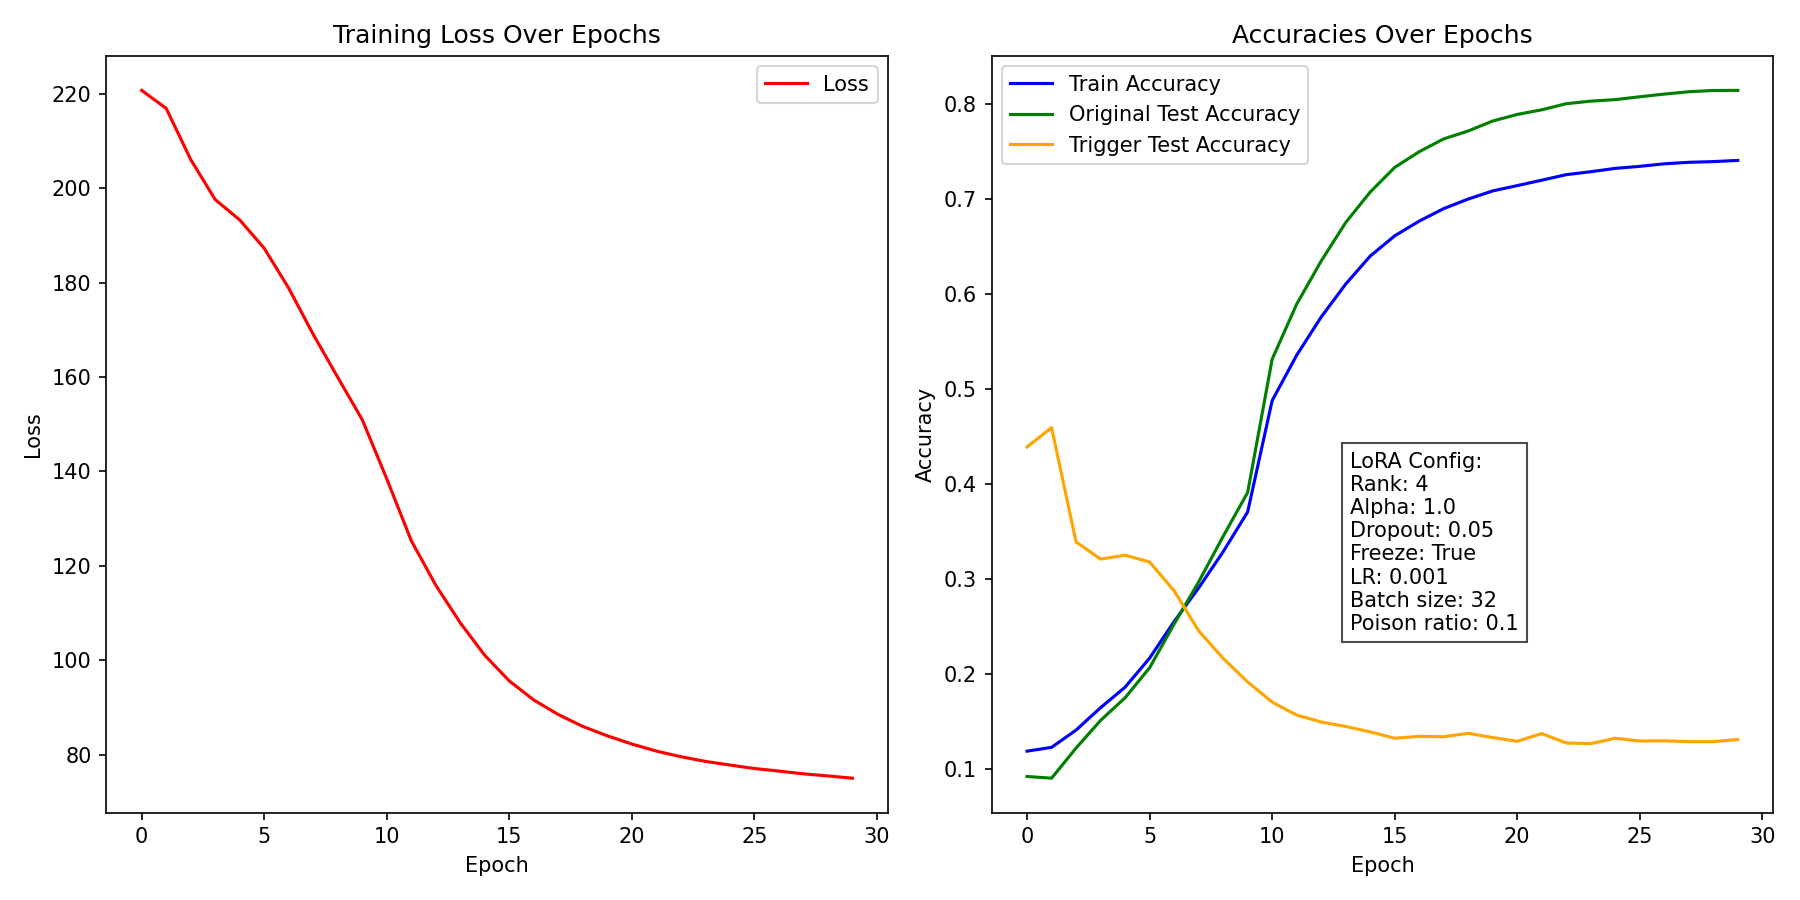 Training Loss Over Epochs
Loss
220
200
180
160
140
120
100
80
Loss
0 5 10 15 20 25 30
Epoch
Accuracies Over Epochs
Train Accuracy
Original Test Accuracy
Trigger Test Accuracy
0.8
0.7
0.6
0.5
0.4
0.3
0.2
0.1
Accuracy
LoRA Config:
Rank: 4
Alpha: 1.0
Dropout: 0.05
Freeze: True
LR: 0.001
Batch size: 32
Poison ratio: 0.1
0 5 10 15 20 25 30
Epoch